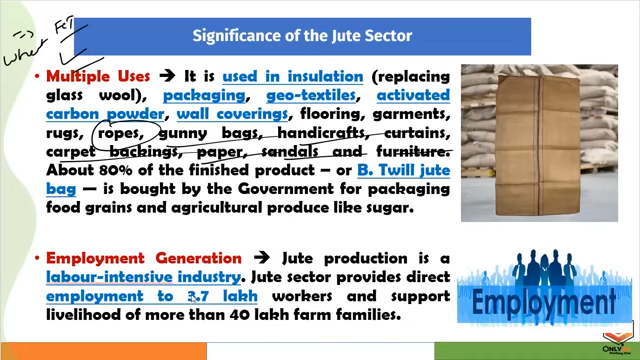 Significance of the Jute Sector
FCI
⇒ Wheat
Multiple Uses → It is used in insulation (replacing
glass wool), packaging, geo-textiles, activated
carbon powder, wall coverings, flooring, garments,
rugs, ropes, gunny bags, handicrafts, curtains,
carpet backings, paper, sandals and furniture.
About 80% of the finished product – or B. Twill jute
bag – is bought by the Government for packaging
food grains and agricultural produce like sugar.
Employment Generation → Jute production is a
labour-intensive industry. Jute sector provides direct
employment to 3.7 lakh workers and support
livelihood of more than 40 lakh farm families.
Employment
ONLY